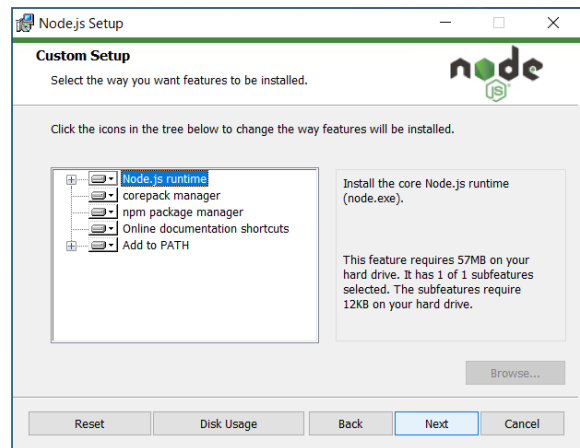 Node.js Setup
Custom Setup
Select the way you want features to be installed.
node
JS
Click the icons in the tree below to change the way features will be installed.
Node.js runtime
corepack manager
npm package manager
Online documentation shortcuts
Add to PATH
Install the core Node.js runtime
(node.exe).
This feature requires 57MB on your
hard drive. It has 1 of 1 subfeatures
selected. The subfeatures require
12KB on your hard drive.
Browse...
Reset Disk Usage Back Next Cancel